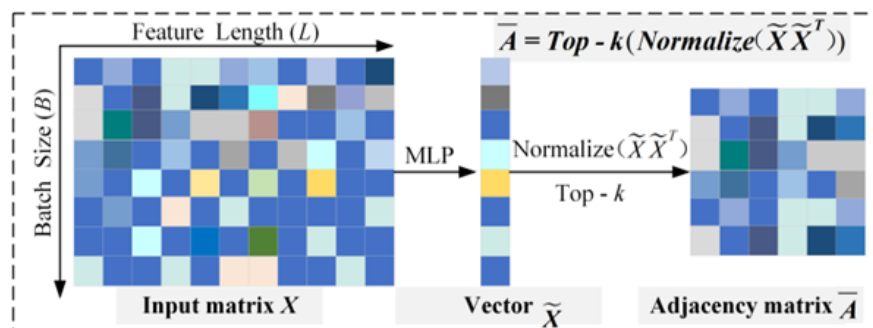 Feature Length (L)
A̅ = Top - k(Normalize(X̃X̃ᵀ))
Batch Size (B)
MLP
Normalize(X̃X̃ᵀ)
Top - k
Input matrix X
Vector X̃
Adjacency matrix A̅